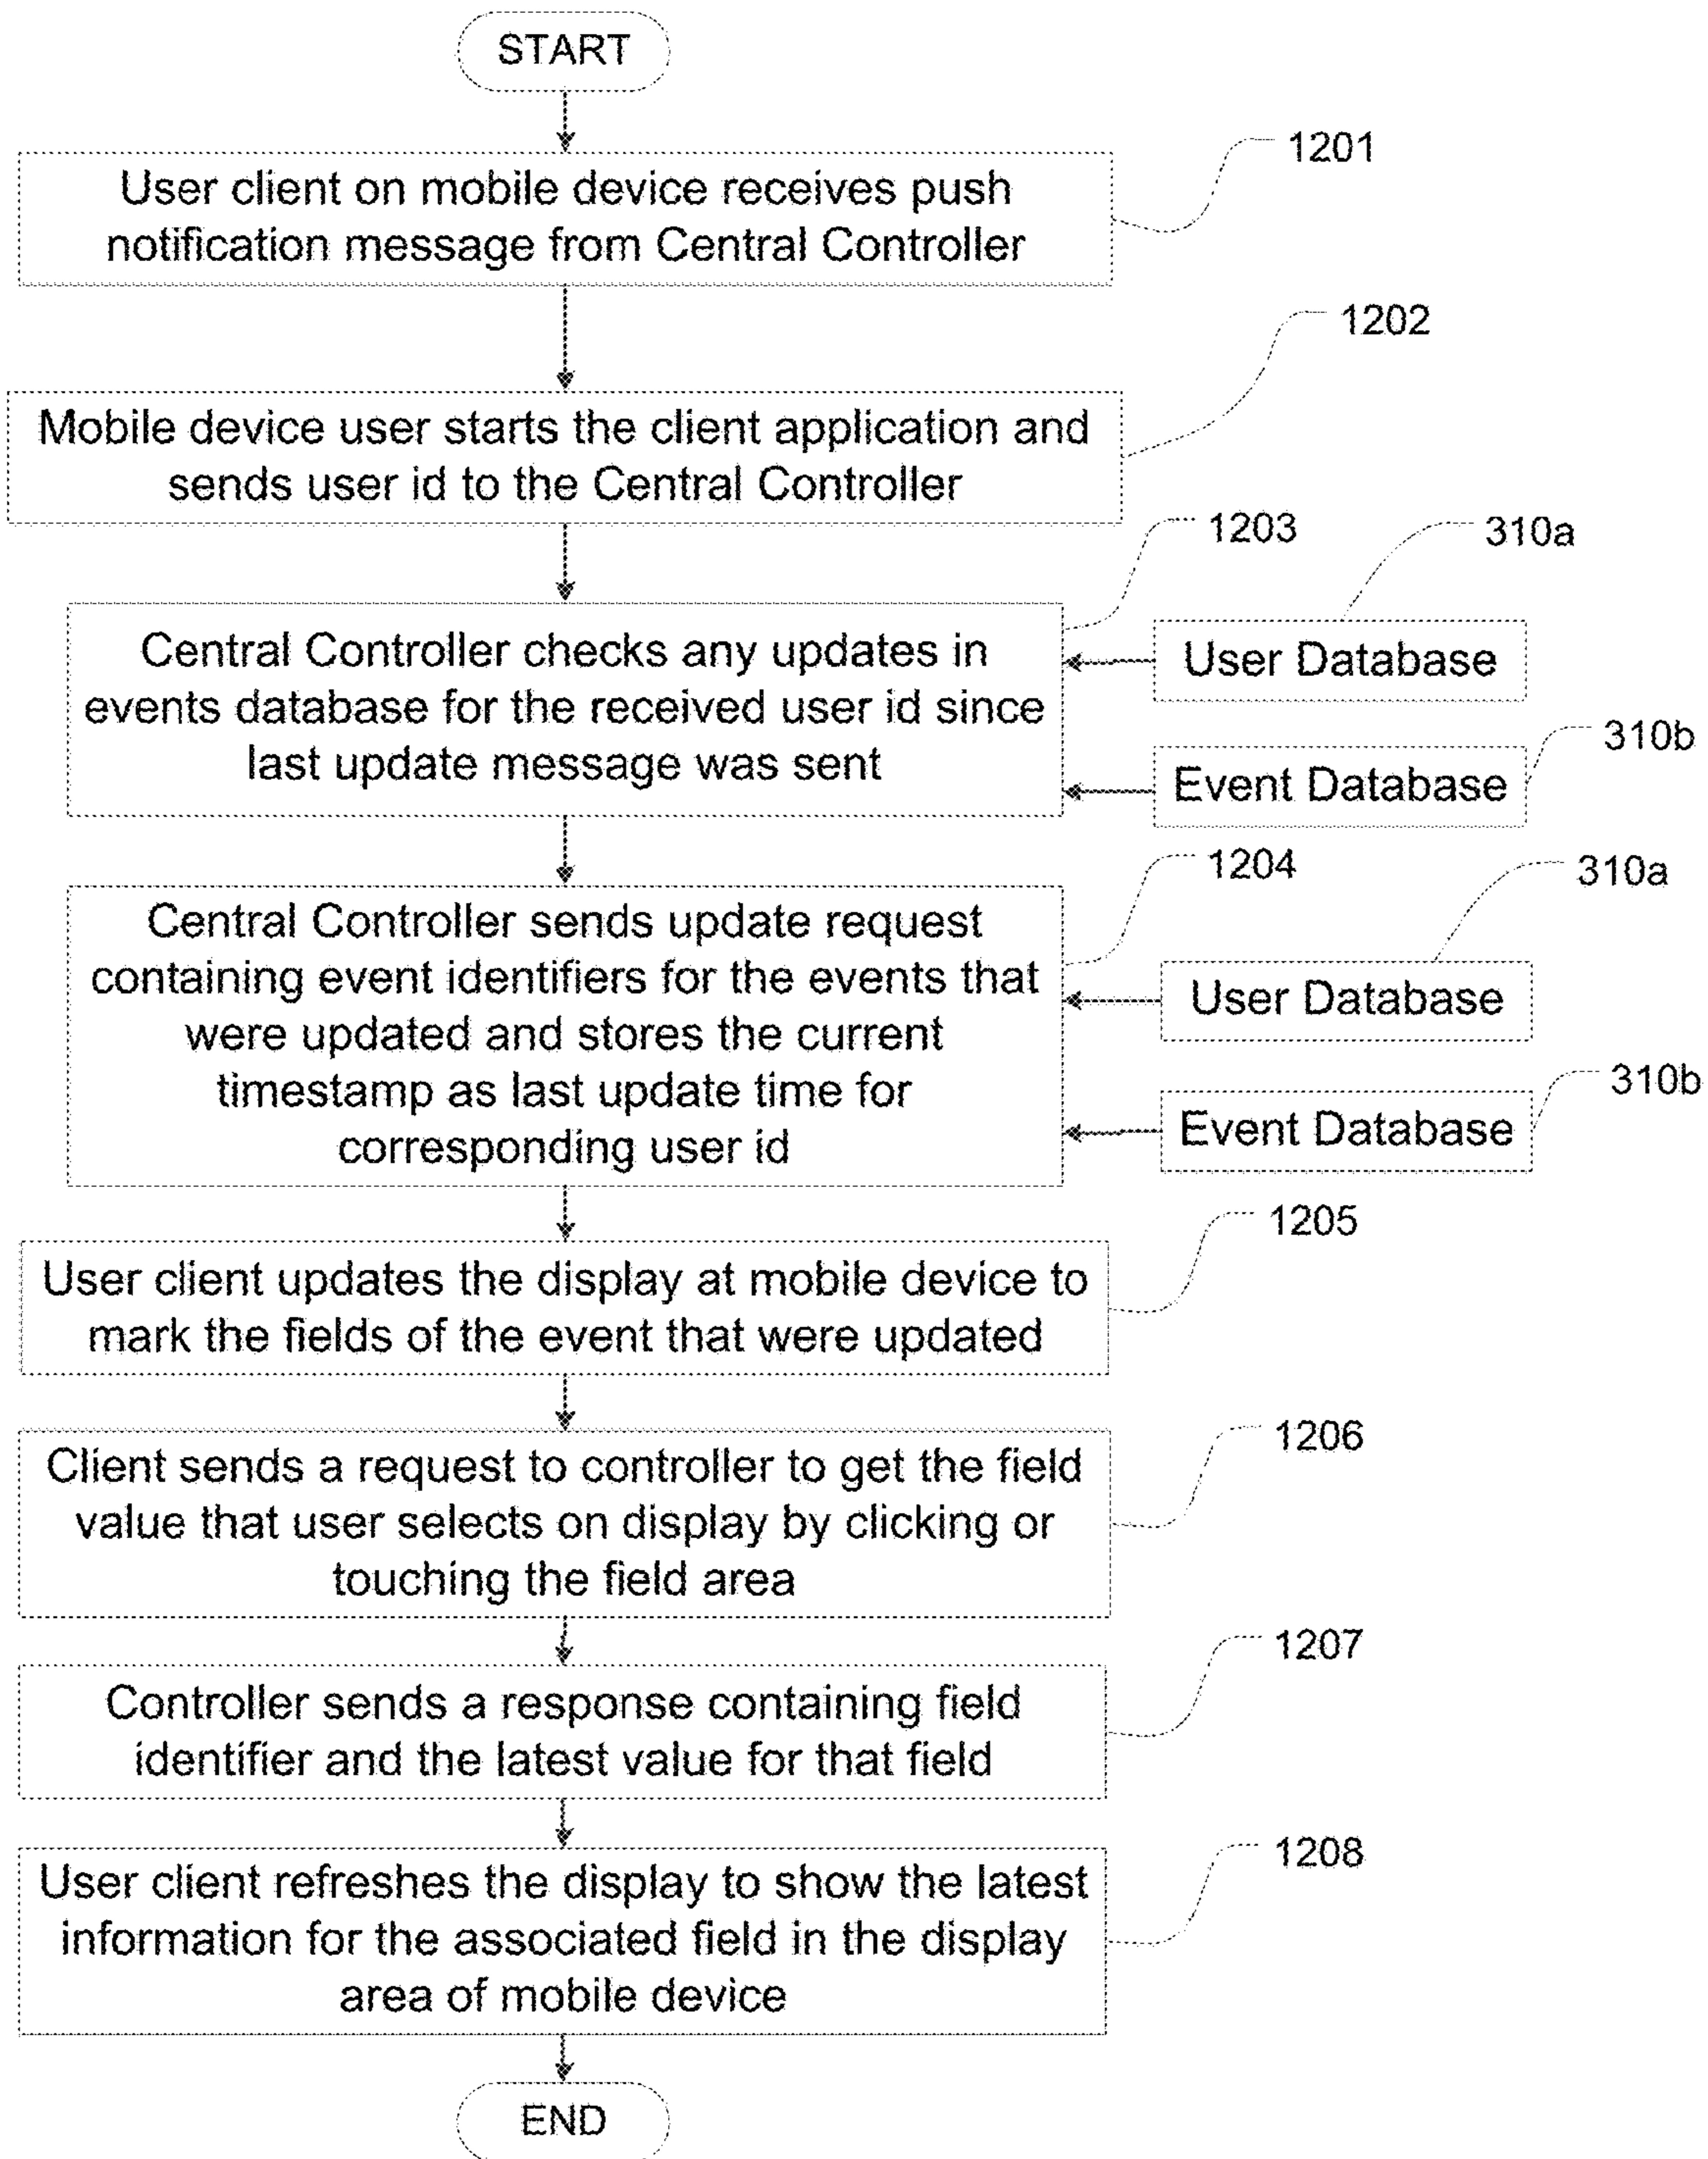 START
1201
User client on mobile device receives push
notification message from Central Controller
1202
Mobile device user starts the client application and
sends user id to the Central Controller
1203
310a
Central Controller checks any updates in
events database for the received user id since
last update message was sent
User Database
310b
Event Database
1204
310a
Central Controller sends update request
containing event identifiers for the events that
were updated and stores the current
timestamp as last update time for
corresponding user id
User Database
310b
Event Database
1205
User client updates the display at mobile device to
mark the fields of the event that were updated
1206
Client sends a request to controller to get the field
value that user selects on display by clicking or
touching the field area
1207
Controller sends a response containing field
identifier and the latest value for that field
1208
User client refreshes the display to show the latest
information for the associated field in the display
area of mobile device
END